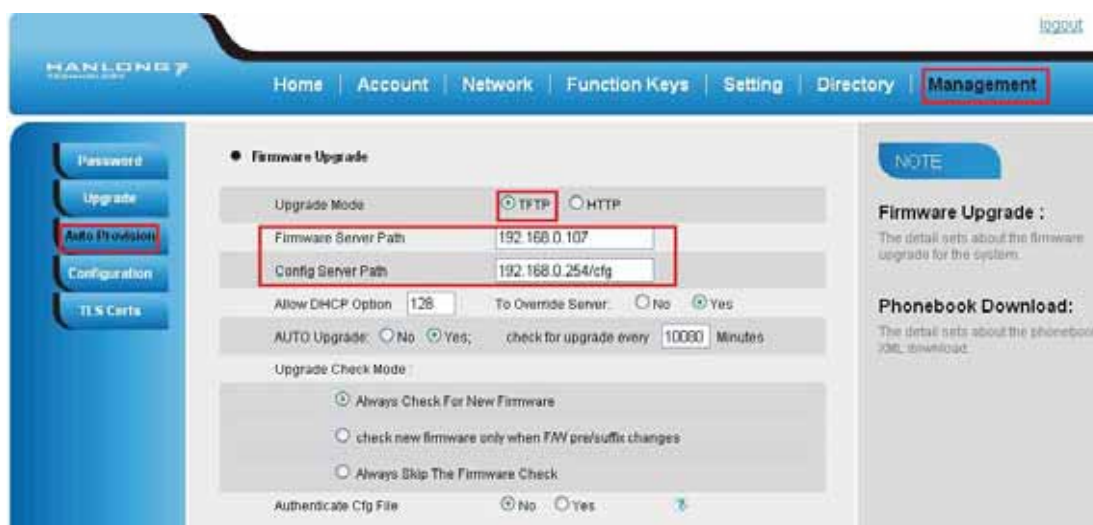 logout
HANLONG
TECHNOLOGY
Home | Account | Network | Function Keys | Setting | Directory | Management
Password
Upgrade
Auto Provision
Configuration
TLS Certs
Firmware Upgrade
Upgrade Mode TFTP HTTP
Firmware Server Path 192.168.0.107
Config Server Path 192.168.0.254/cfg
Allow DHCP Option 128 To Override Server: No Yes
AUTO Upgrade: No Yes; check for upgrade every 10080 Minutes
Upgrade Check Mode :
Always Check For New Firmware
check new firmware only when F/W pre/suffix changes
Always Skip The Firmware Check
Authenticate Cfg File No Yes ?
NOTE
Firmware Upgrade :
The detail sets about the firmware
upgrade for the system.
Phonebook Download:
The detail sets about the phonebook
XML download.